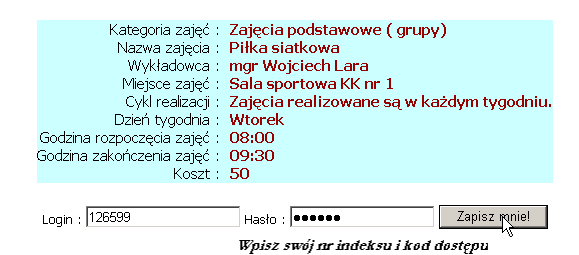 Kategoria zajęć : Zajęcia podstawowe ( grupy)
Nazwa zajęcia : Piłka siatkowa
Wykładowca : mgr Wojciech Lara
Miejsce zajęć : Sala sportowa KK nr 1
Cykl realizacji : Zajęcia realizowane są w każdym tygodniu.
Dzień tygodnia : Wtorek
Godzina rozpoczęcia zajęć : 08:00
Godzina zakończenia zajęć : 09:30
Koszt : 50
Login : 126599 Hasło : ●●●●●● Zapisz mnie!
Wpisz swój nr indeksu i kod dostępu